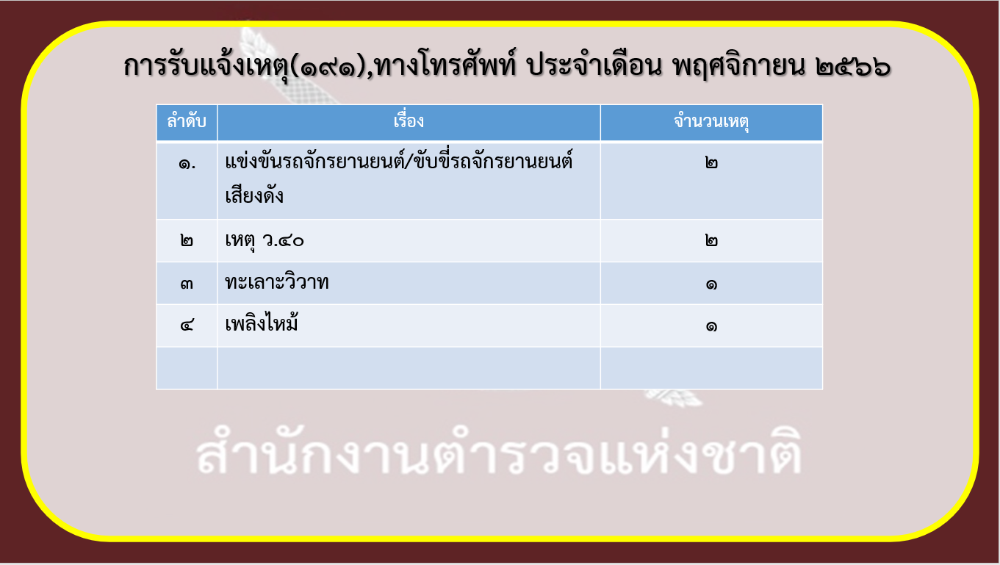 การรับแจ้งเหตุ(๑๙๑),ทางโทรศัพท์ ประจำเดือน พฤศจิกายน ๒๕๖๖
ลำดับ เรื่อง จำนวนเหตุ
๑. แข่งขันรถจักรยานยนต์/ขับขี่รถจักรยานยนต์ ๒
เสียงดัง
๒ เหตุ ว.๔๐ ๒
๓ ทะเลาะวิวาท ๑
๔ เพลิงไหม้ ๑
สำนักงานตำรวจแห่งชาติ